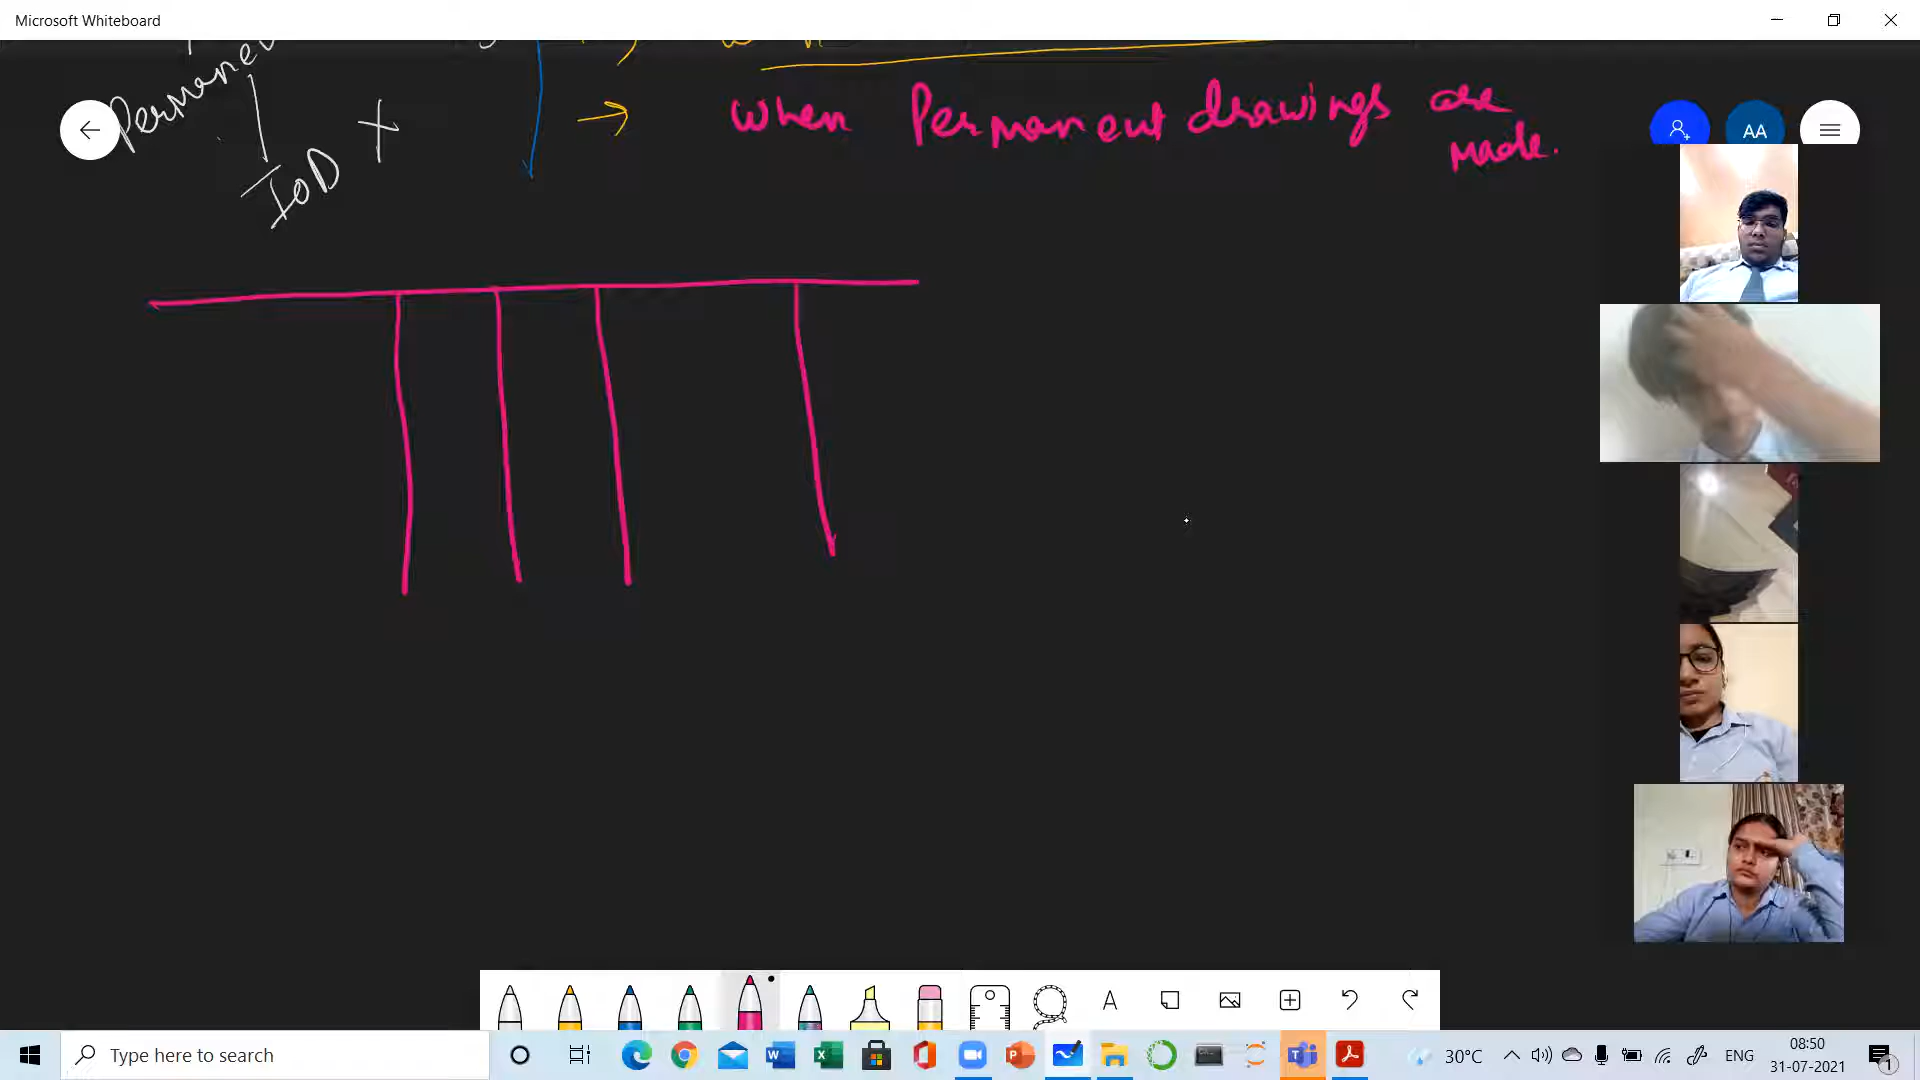 Microsoft Whiteboard
when Permanent drawings are
made.
IOD X
AA
A
Type here to search
30°C
ENG
08:50
31-07-2021
1